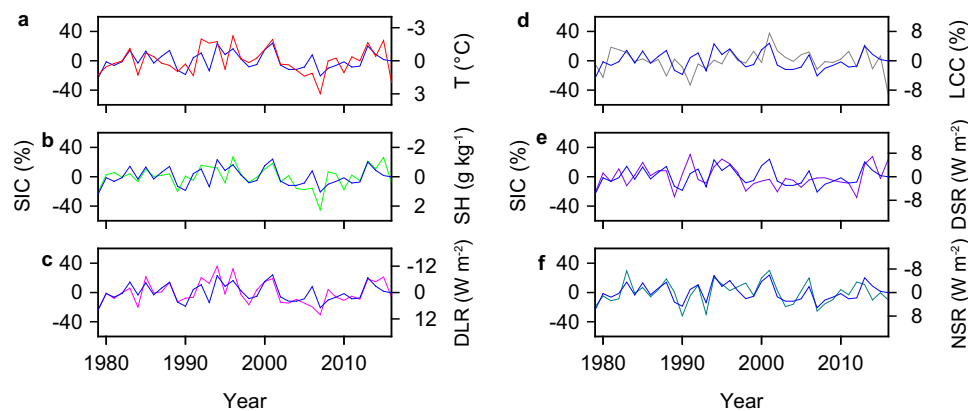 a
40
0
-40
-3
0
3
T (°C)
b
40
0
-40
-2
0
2
SH (g kg-1)
SIC (%)
c
40
0
-40
-12
0
12
DLR (W m-2)
1980
1990
2000
2010
Year
d
40
0
-40
8
0
-8
LCC (%)
e
40
0
-40
8
0
-8
DSR (W m-2)
SIC (%)
f
40
0
-40
-8
0
8
NSR (W m-2)
1980
1990
2000
2010
Year